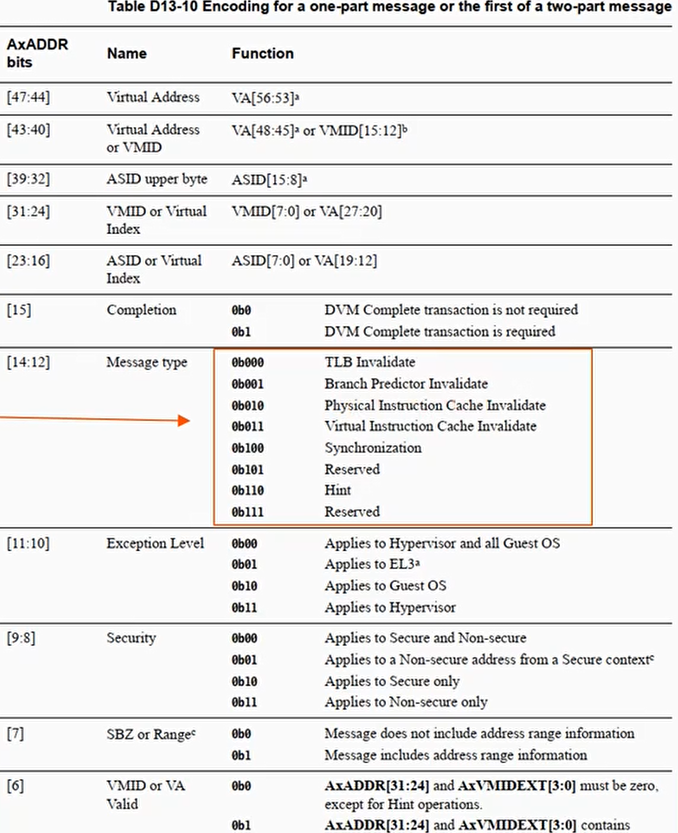 Table D13-10 Encoding for a one-part message or the first of a two-part message
AxADDR bits Name Function
[47:44] Virtual Address VA[56:53]ᵃ
[43:40] Virtual Address VA[48:45]ᵃ or VMID[15:12]ᵇ
or VMID
[39:32] ASID upper byte ASID[15:8]ᵃ
[31:24] VMID or Virtual VMID[7:0] or VA[27:20]
Index
[23:16] ASID or Virtual ASID[7:0] or VA[19:12]
Index
[15] Completion 0b0 DVM Complete transaction is not required
0b1 DVM Complete transaction is required
[14:12] Message type 0b000 TLB Invalidate
0b001 Branch Predictor Invalidate
0b010 Physical Instruction Cache Invalidate
0b011 Virtual Instruction Cache Invalidate
0b100 Synchronization
0b101 Reserved
0b110 Hint
0b111 Reserved
[11:10] Exception Level 0b00 Applies to Hypervisor and all Guest OS
0b01 Applies to EL3ᵃ
0b10 Applies to Guest OS
0b11 Applies to Hypervisor
[9:8] Security 0b00 Applies to Secure and Non-secure
0b01 Applies to a Non-secure address from a Secure contextᶜ
0b10 Applies to Secure only
0b11 Applies to Non-secure only
[7] SBZ or Rangeᶜ 0b0 Message does not include address range information
0b1 Message includes address range information
[6] VMID or VA 0b0 AxADDR[31:24] and AxVMIDEXT[3:0] must be zero,
Valid except for Hint operations.
0b1 AxADDR[31:24] and AxVMIDEXT[3:0] contains